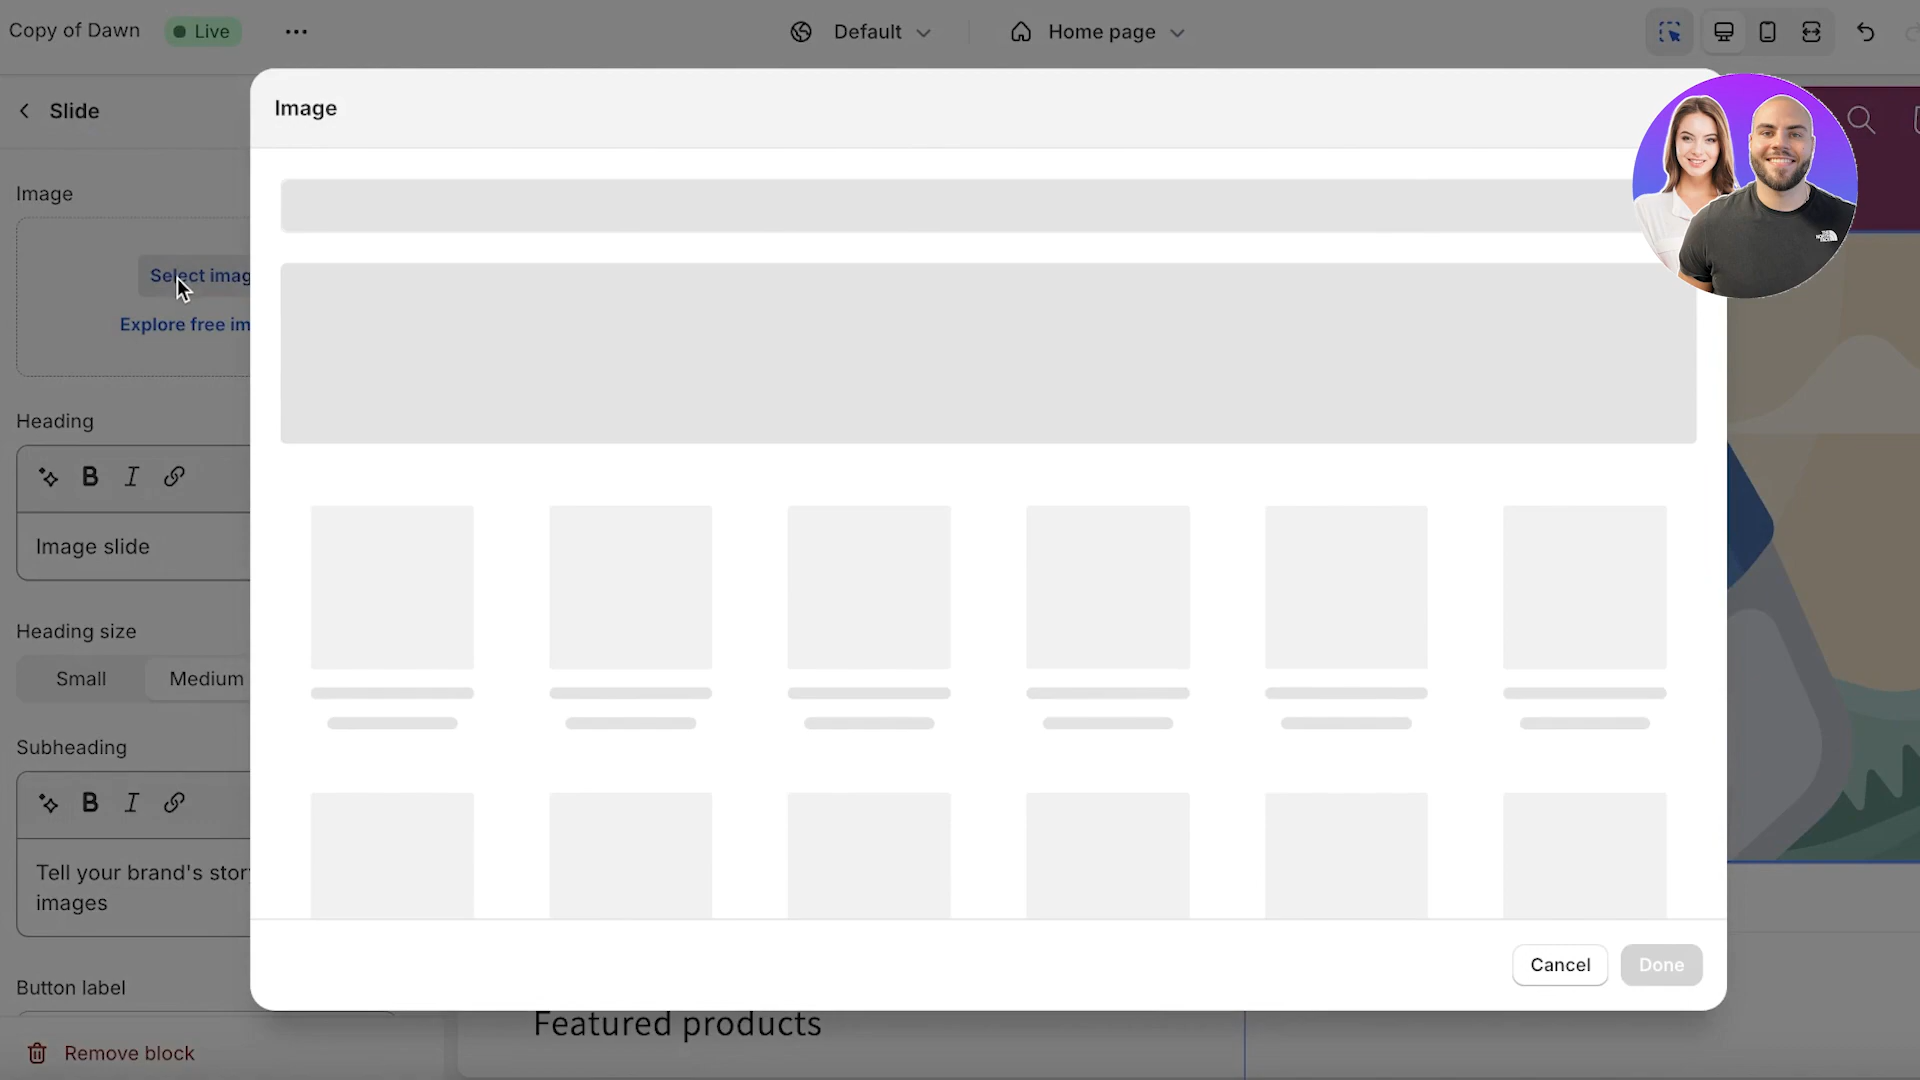 Copy of Dawn
Live
Default
Home page
Slide
Image
Image
Select imag
Explore free im
Heading
B I
Image slide
Heading size
Small
Medium
Subheading
B I
Tell your brand's stor
images
Button label
Cancel
Done
Remove block
Featured products